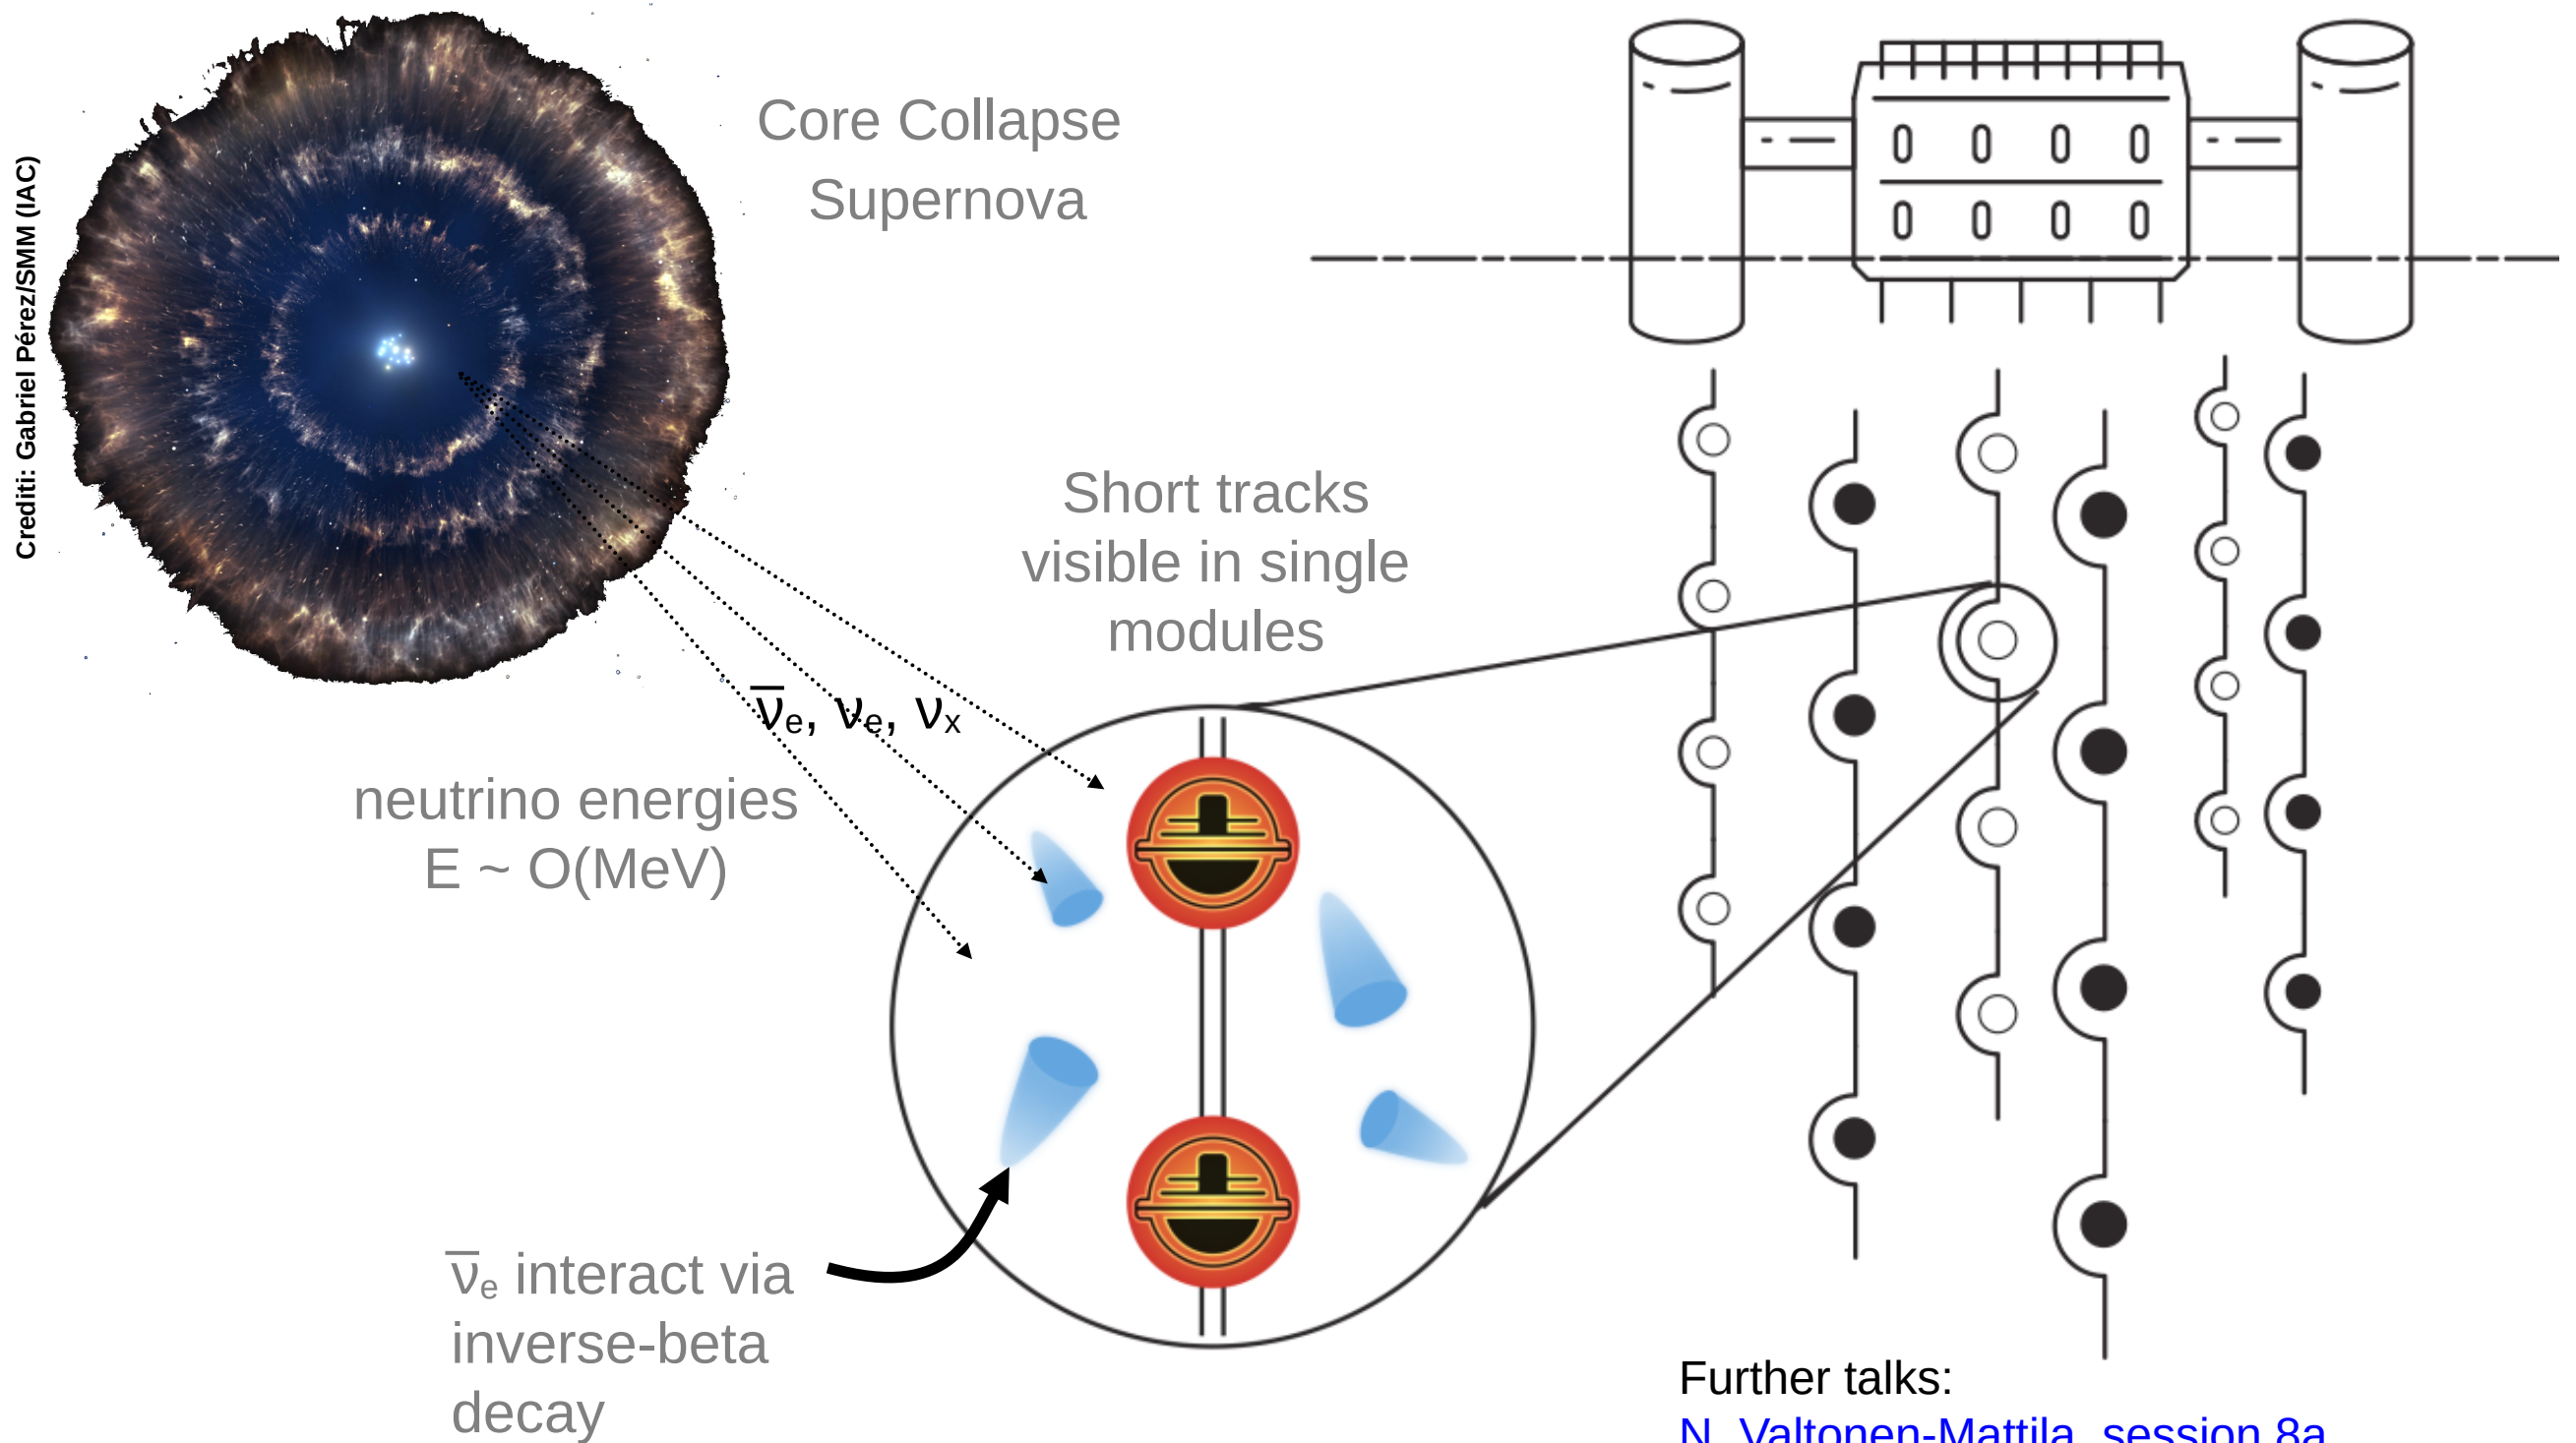 Crediti: Gabriel Pérez/SMM (IAC)
Core Collapse
Supernova
Short tracks
visible in single
modules
ν̅e, νe, νx
neutrino energies
E ~ O(MeV)
ν̅e interact via
inverse-beta
decay
Further talks:
N. Valtonen-Mattila, session 8a